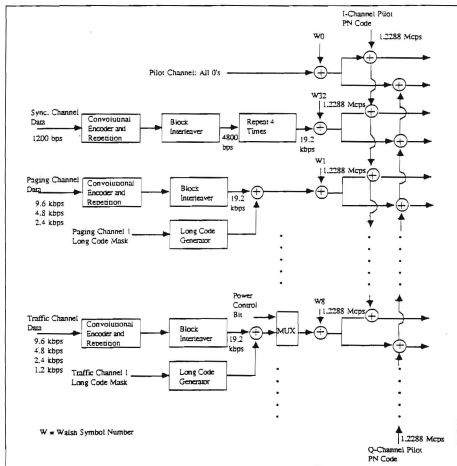 I-Channel Pilot
PN Code
1.2288 Mcps
W0
Pilot Channel: All 0's
W32
1.2288 Mcps
Sync. Channel
Data
1200 bps
Convolutional
Encoder and
Repetition
Block
Interleaver
4800
bps
Repeat 4
Times
19.2
kbps
W1
1.2288 Mcps
Paging Channel
Data
9.6 kbps
4.8 kbps
2.4 kbps
Convolutional
Encoder and
Repetition
Block
Interleaver
19.2
kbps
Paging Channel 1
Long Code Mask
Long Code
Generator
Power
Control
Bit
W8
1.2288 Mcps
Traffic Channel
Data
9.6 kbps
4.8 kbps
2.4 kbps
1.2 kbps
Convolutional
Encoder and
Repetition
Block
Interleaver
19.2
kbps
MUX
Traffic Channel 1
Long Code Mask
Long Code
Generator
W = Walsh Symbol Number
1.2288 Mcps
Q-Channel Pilot
PN Code